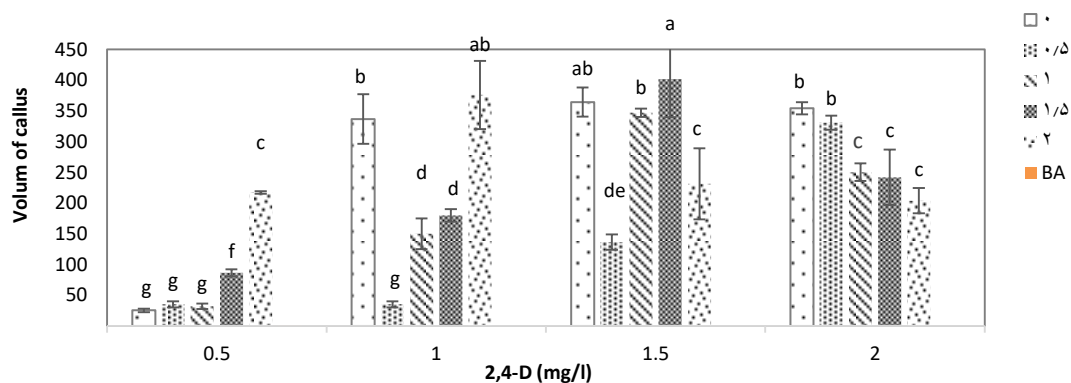 a
ab
ab
b
b
b
b
c
c
c
c
c
d
d
de
f
g
g
g
g
450
400
350
300
250
200
150
100
50
Volum of callus
0.5
1
1.5
2
2,4-D (mg/l)
۰
۰/۵
۱
۱/۵
۲
BA